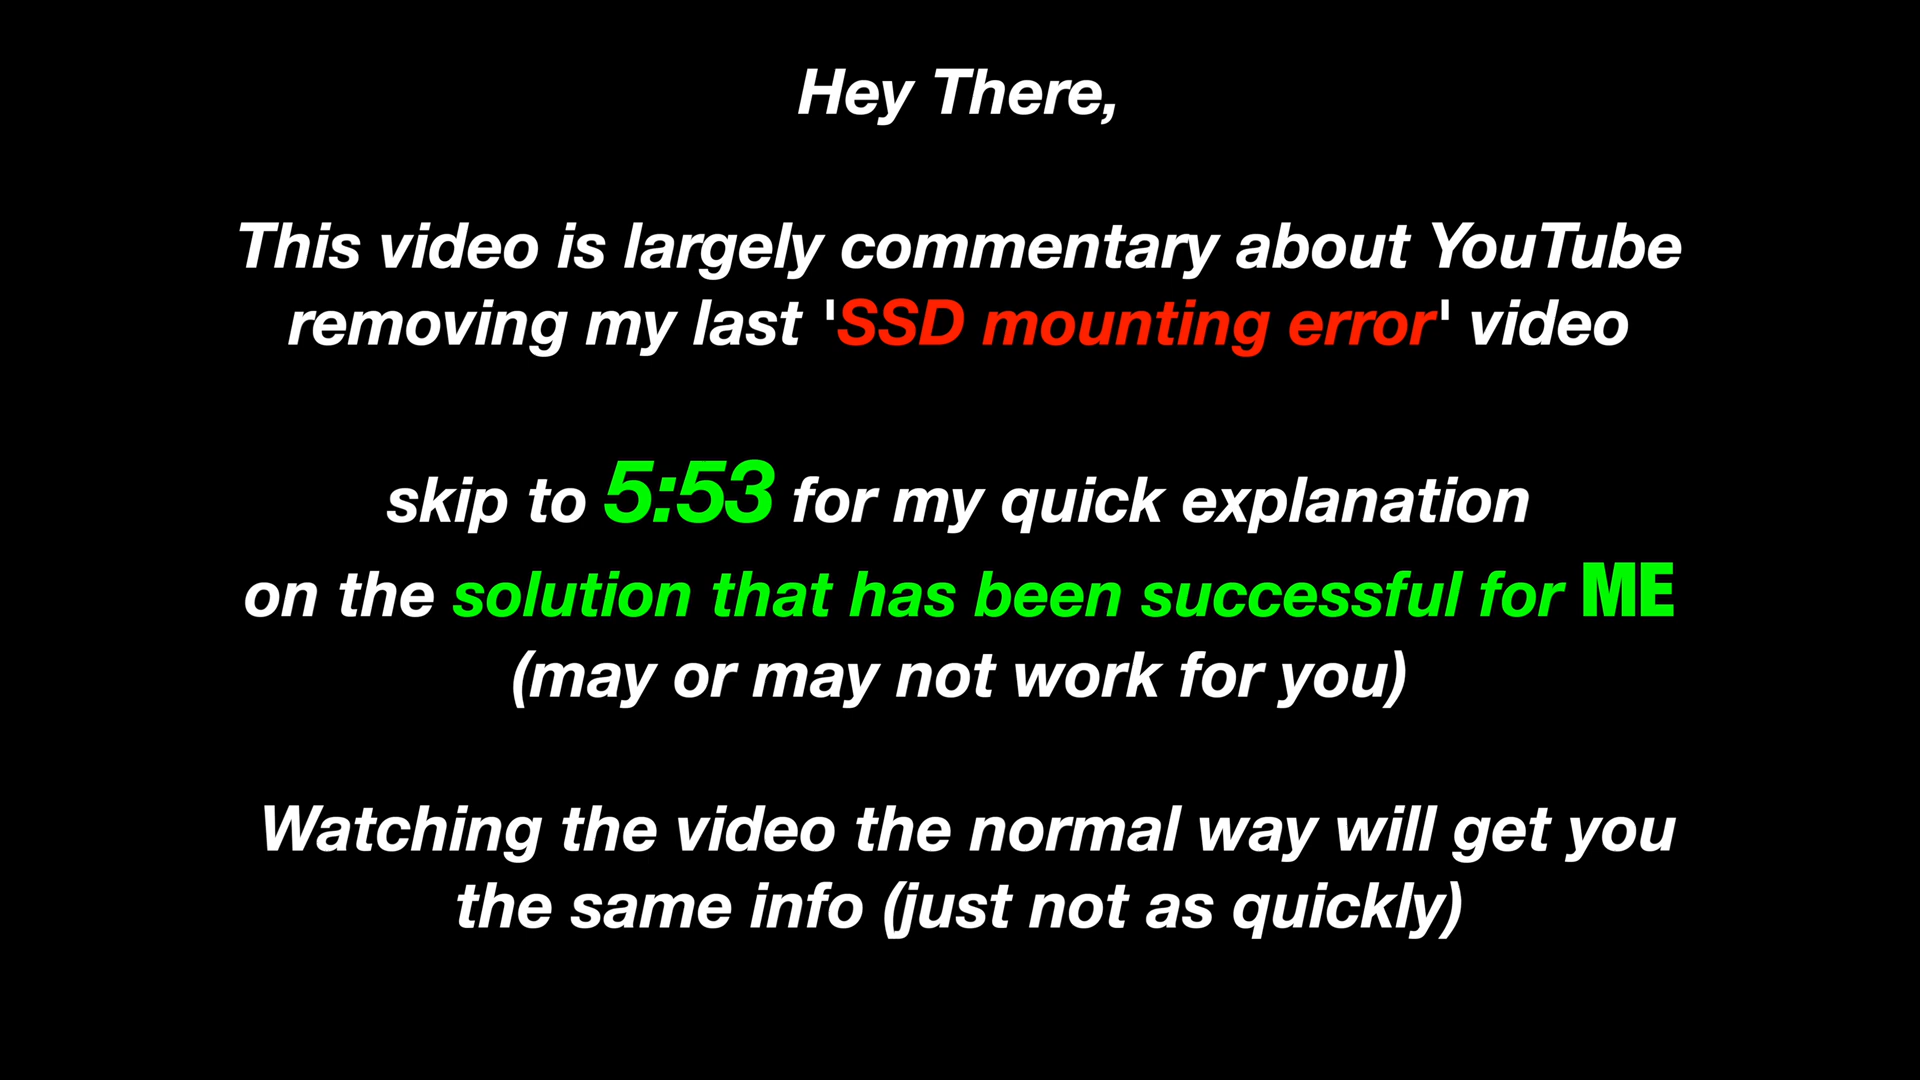 Hey There,
This video is largely commentary about YouTube
removing my last 'SSD mounting error' video
skip to 5:53 for my quick explanation
on the solution that has been successful for ME
(may or may not work for you)
Watching the video the normal way will get you
the same info (just not as quickly)